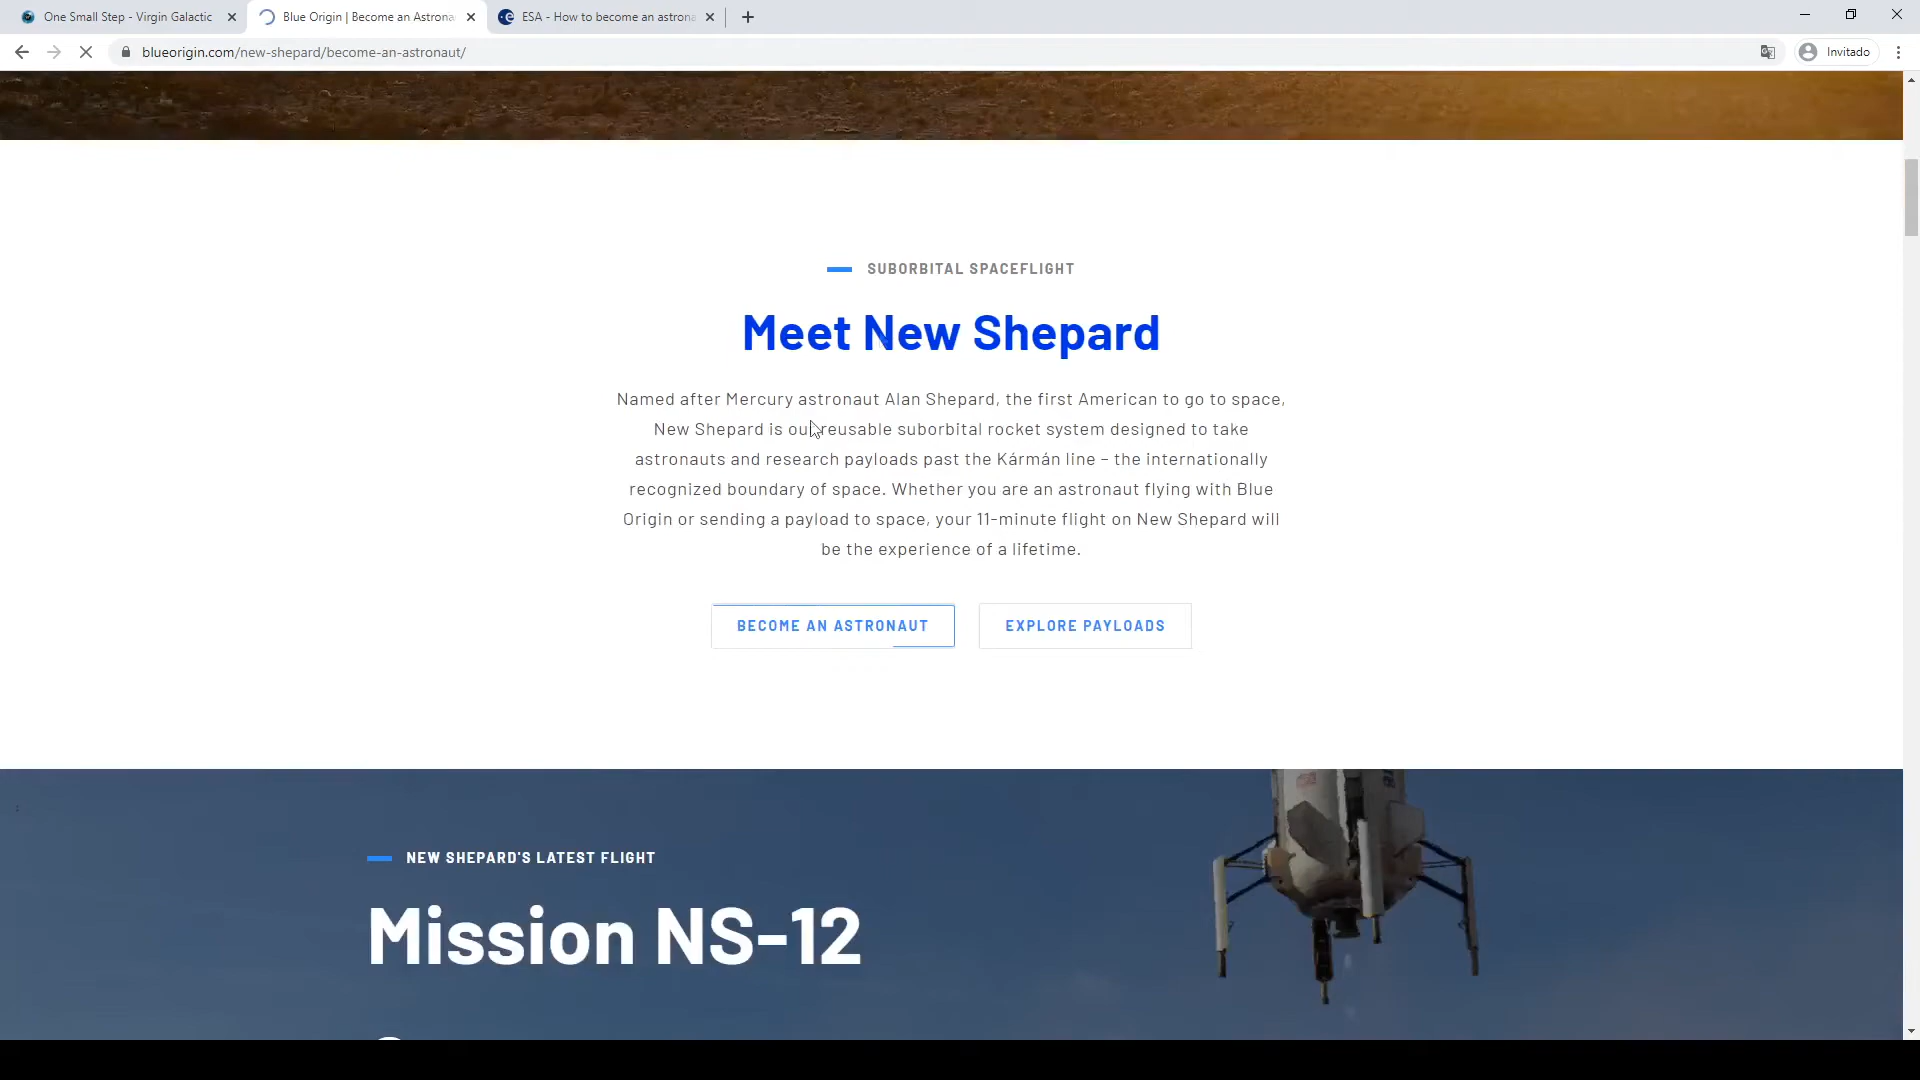 One Small Step - Virgin Galactic
Blue Origin | Become an Astrona
ESA - How to become an astrona
blueorigin.com/new-shepard/become-an-astronaut/
Invitado
SUBORBITAL SPACEFLIGHT
Meet New Shepard
Named after Mercury astronaut Alan Shepard, the first American to go to space,
New Shepard is our reusable suborbital rocket system designed to take
astronauts and research payloads past the Kármán line – the internationally
recognized boundary of space. Whether you are an astronaut flying with Blue
Origin or sending a payload to space, your 11-minute flight on New Shepard will
be the experience of a lifetime.
BECOME AN ASTRONAUT
EXPLORE PAYLOADS
NEW SHEPARD'S LATEST FLIGHT
Mission NS-12